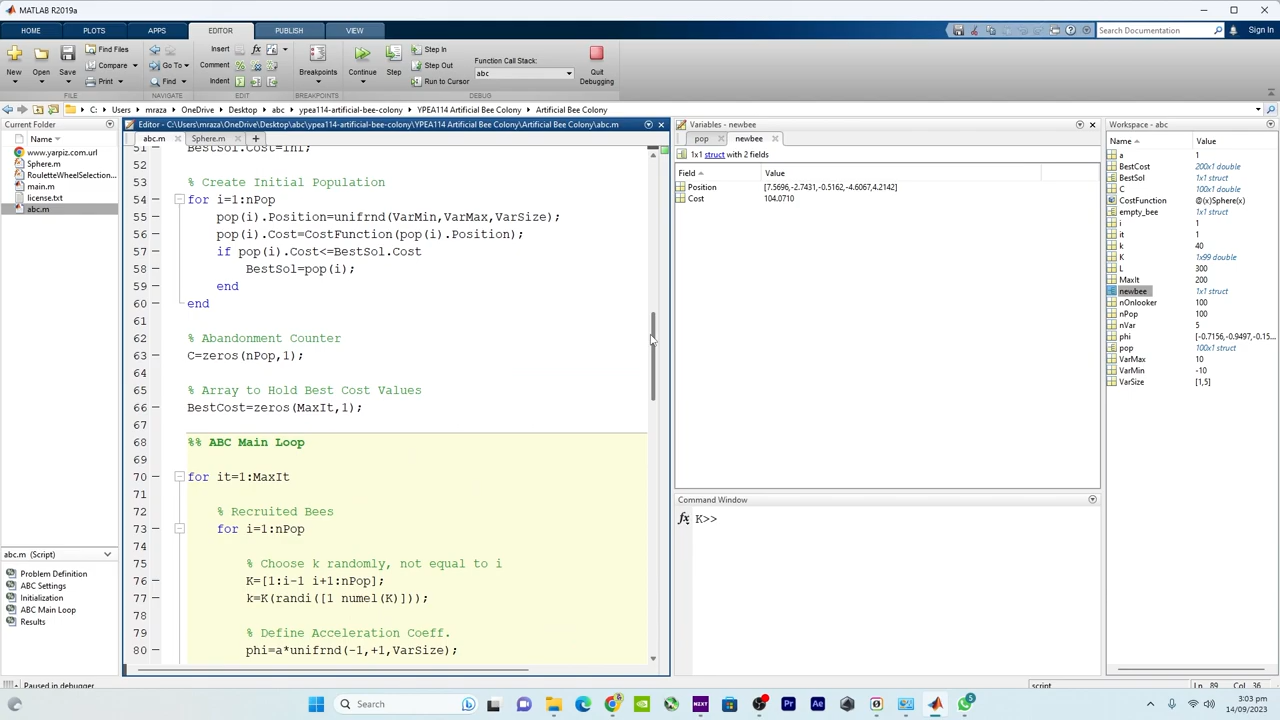 MATLAB R2019a
HOME PLOTS APPS EDITOR PUBLISH VIEW
Search Documentation Sign In
New Open Save Find Files Compare Print
Insert Comment Indent Go To Find
Breakpoints Continue Step Step In Step Out Run to Cursor
Function Call Stack:
abc
Quit Debugging
FILE NAVIGATE EDIT BREAKPOINTS DEBUG
C: Users mraza OneDrive Desktop abc ypea114-artificial-bee-colony YPEA114 Artificial Bee Colony Artificial Bee Colony
Current Folder
Name
www.yarpiz.com.url
Sphere.m
RouletteWheelSelection...
main.m
license.txt
abc.m
abc.m (Script)
Problem Definition
ABC Settings
Initialization
ABC Main Loop
Results
Editor - C:\Users\mraza\OneDrive\Desktop\abc\ypea114-artificial-bee-colony\YPEA114 Artificial Bee Colony\Artificial Bee Colony\abc.m
abc.m Sphere.m
51 BestSol.Cost=inf;
52
53 % Create Initial Population
54 for i=1:nPop
55 pop(i).Position=unifrnd(VarMin,VarMax,VarSize);
56 pop(i).Cost=CostFunction(pop(i).Position);
57 if pop(i).Cost<=BestSol.Cost
58 BestSol=pop(i);
59 end
60 end
61
62 % Abandonment Counter
63 C=zeros(nPop,1);
64
65 % Array to Hold Best Cost Values
66 BestCost=zeros(MaxIt,1);
67
68 %% ABC Main Loop
69
70 for it=1:MaxIt
71
72 % Recruited Bees
73 for i=1:nPop
74
75 % Choose k randomly, not equal to i
76 K=[1:i-1 i+1:nPop];
77 k=K(randi([1 numel(K)]));
78
79 % Define Acceleration Coeff.
80 phi=a*unifrnd(-1,+1,VarSize);
Variables - newbee
pop newbee
1x1 struct with 2 fields
Field Value
Position [7.5696,-2.7431,-0.5162,-4.6067,4.2142]
Cost 104.0710
Command Window
fx K>>
Workspace - abc
Name Value
a 1
BestCost 200x1 double
BestSol 1x1 struct
C 100x1 double
CostFunction @(x)Sphere(x)
empty_bee 1x1 struct
i 1
it 1
k 40
K 1x99 double
L 300
MaxIt 200
newbee 1x1 struct
nOnlooker 100
nPop 100
nVar 5
phi [-0.7156,-0.9497,-0.15...
pop 100x1 struct
VarMax 10
VarMin -10
VarSize [1,5]
Paused in debugger script Ln 89 Col 36
Search
NZXT
Pr
Ae
5
3:03 pm
14/09/2023